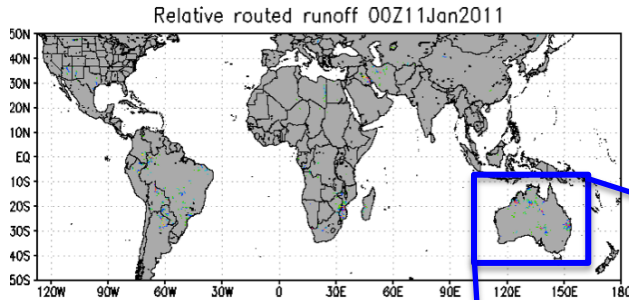 Relative routed runoff 00Z11Jan2011
50N
40N
30N
20N
10N
EQ
10S
20S
30S
40S
50S
120W 90W 60W 30W 0 30E 60E 90E 120E 150E 180